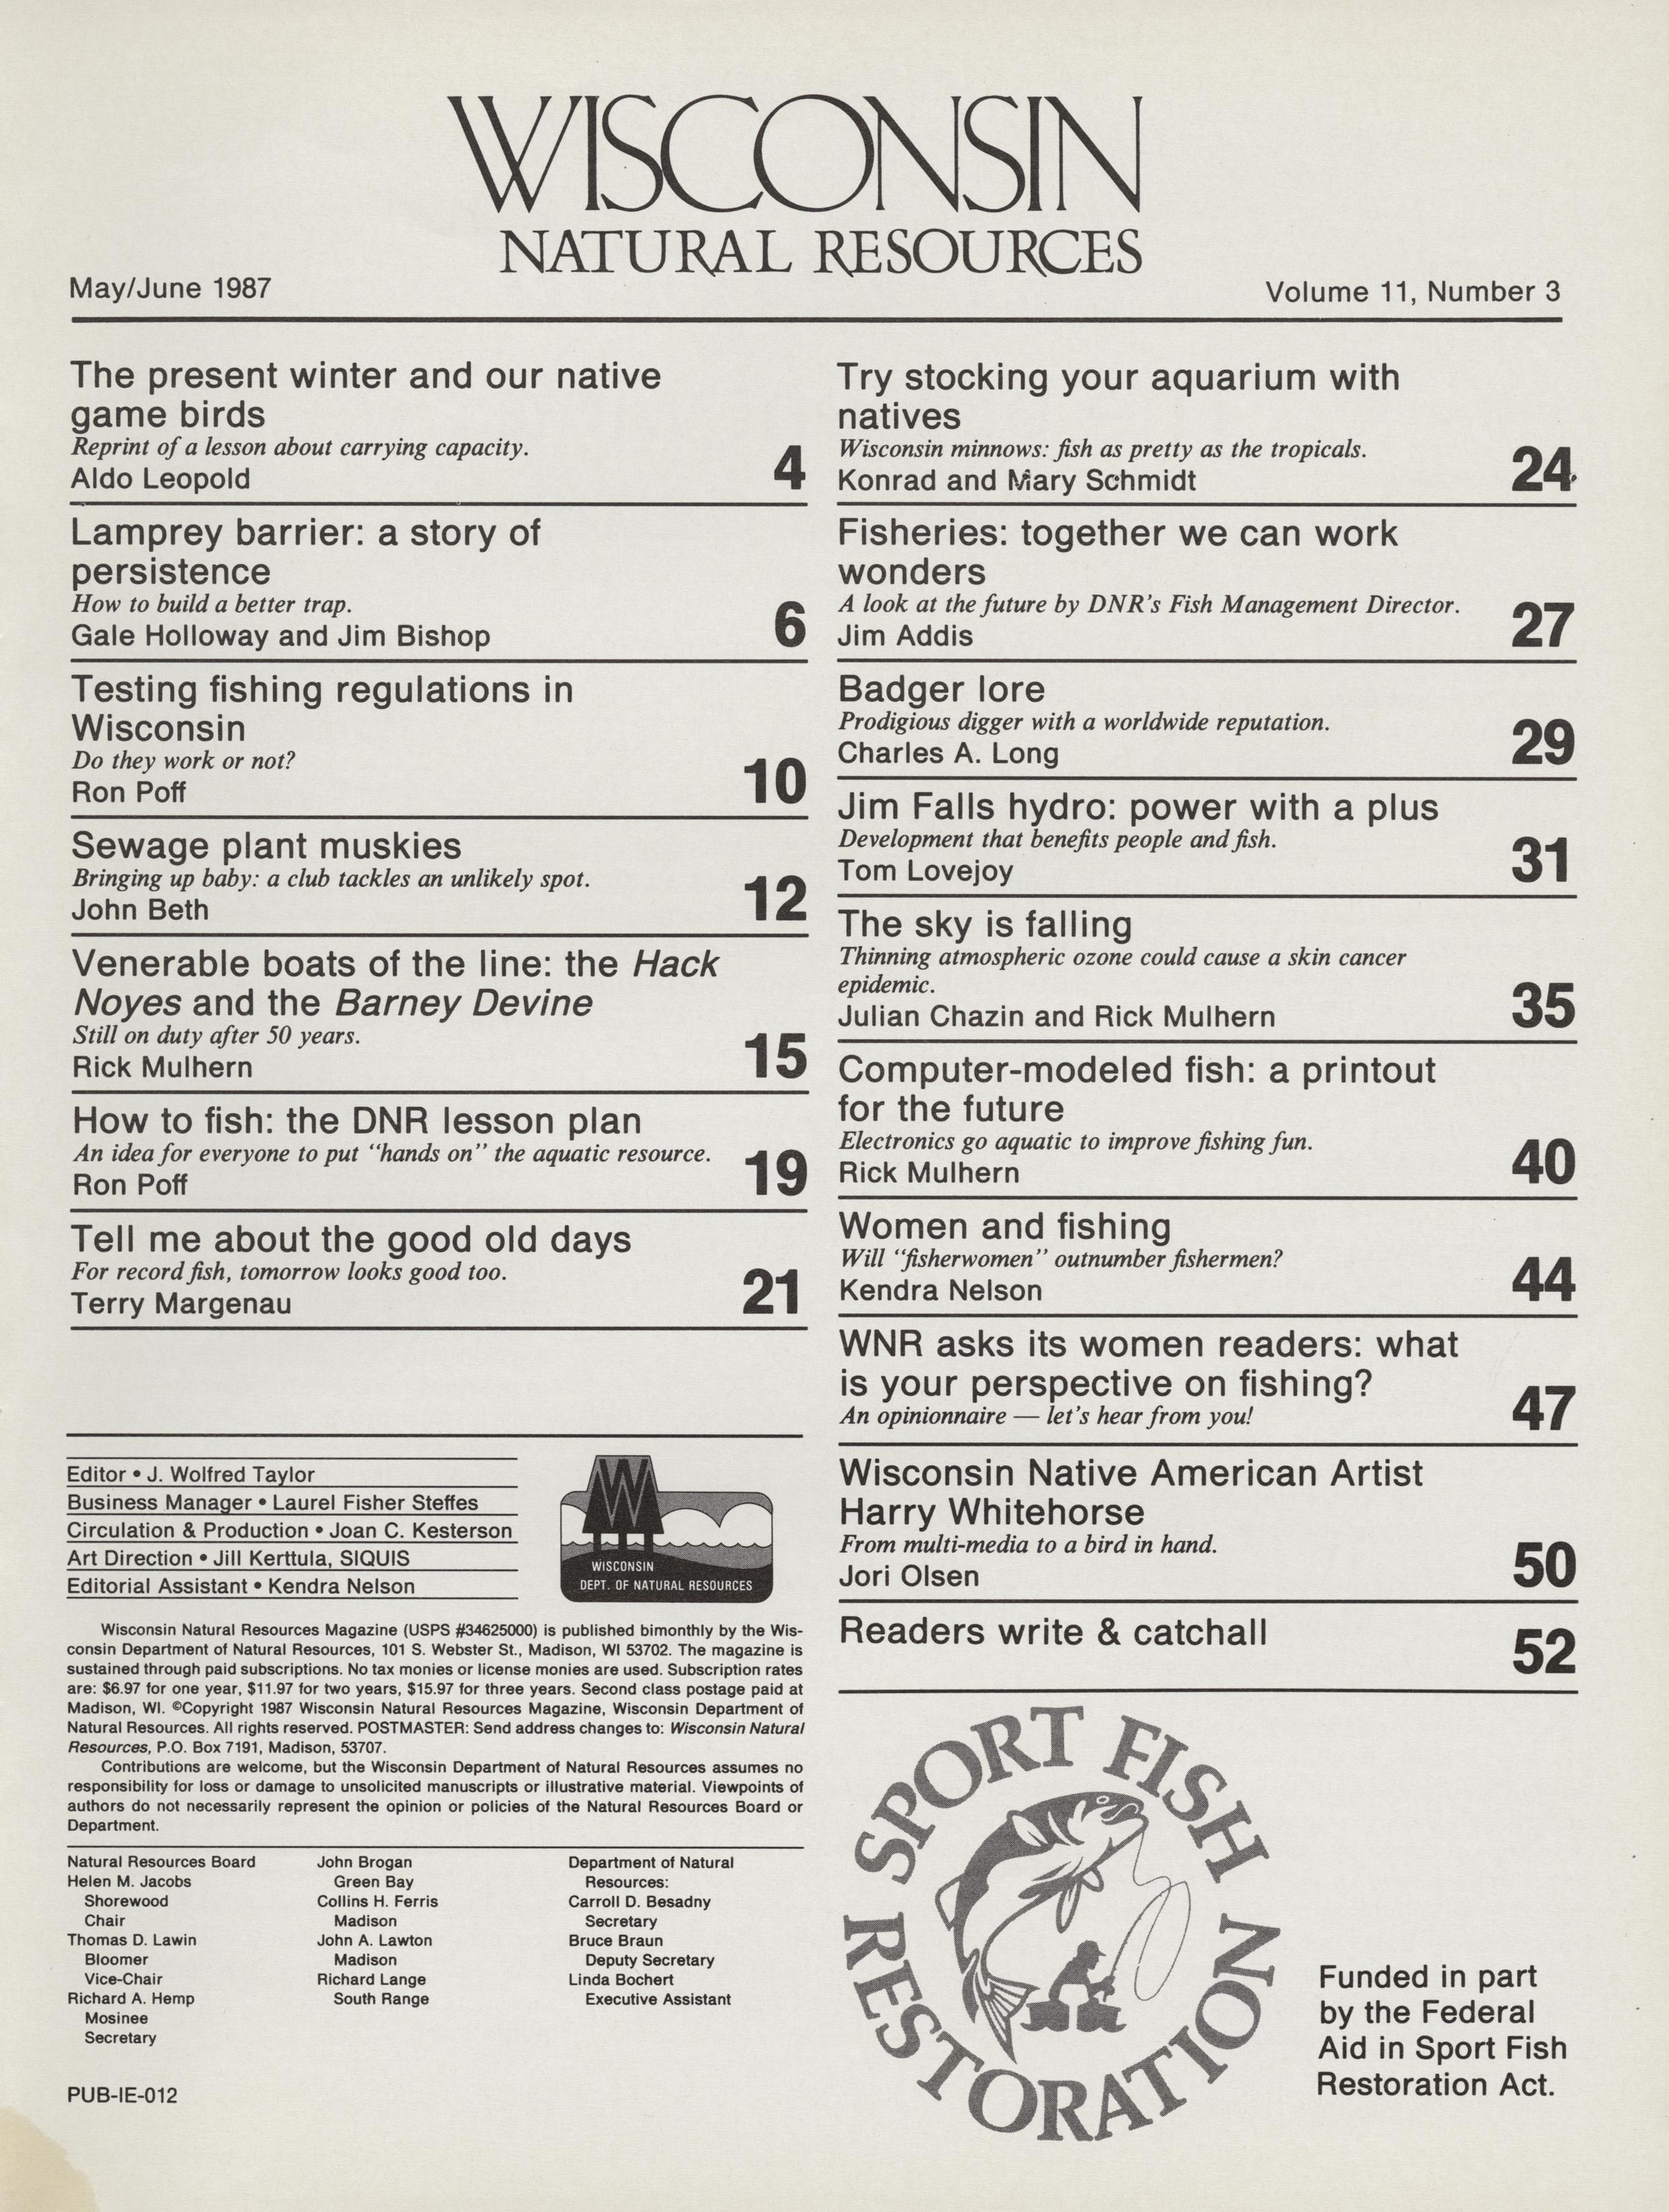 WISCONSIN
NATURAL RESOURCES
May/June 1987
Volume 11, Number 3
The present winter and our native
game birds
Reprint of a lesson about carrying capacity.
Aldo Leopold
4
Lamprey barrier: a story of
persistence
How to build a better trap.
Gale Holloway and Jim Bishop
6
Testing fishing regulations in
Wisconsin
Do they work or not?
Ron Poff
10
Sewage plant muskies
Bringing up baby: a club tackles an unlikely spot.
John Beth
12
Venerable boats of the line: the Hack
Noyes and the Barney Devine
Still on duty after 50 years.
Rick Mulhern
15
How to fish: the DNR lesson plan
An idea for everyone to put “hands on” the aquatic resource.
Ron Poff
19
Tell me about the good old days
For record fish, tomorrow looks good too.
Terry Margenau
21
Editor • J. Wolfred Taylor
Business Manager • Laurel Fisher Steffes
Circulation & Production • Joan C. Kesterson
Art Direction • Jill Kerttula, SIQUIS
Editorial Assistant • Kendra Nelson
W
WISCONSIN
DEPT. OF NATURAL RESOURCES
Wisconsin Natural Resources Magazine (USPS #34625000) is published bimonthly by the Wis-
consin Department of Natural Resources, 101 S. Webster St., Madison, WI 53702. The magazine is
sustained through paid subscriptions. No tax monies or license monies are used. Subscription rates
are: $6.97 for one year, $11.97 for two years, $15.97 for three years. Second class postage paid at
Madison, WI. ©Copyright 1987 Wisconsin Natural Resources Magazine, Wisconsin Department of
Natural Resources. All rights reserved. POSTMASTER: Send address changes to: Wisconsin Natural
Resources, P.O. Box 7191, Madison, 53707.
Contributions are welcome, but the Wisconsin Department of Natural Resources assumes no
responsibility for loss or damage to unsolicited manuscripts or illustrative material. Viewpoints of
authors do not necessarily represent the opinion or policies of the Natural Resources Board or
Department.
Natural Resources Board
Helen M. Jacobs
Shorewood
Chair
Thomas D. Lawin
Bloomer
Vice-Chair
Richard A. Hemp
Mosinee
Secretary
John Brogan
Green Bay
Collins H. Ferris
Madison
John A. Lawton
Madison
Richard Lange
South Range
Department of Natural
Resources:
Carroll D. Besadny
Secretary
Bruce Braun
Deputy Secretary
Linda Bochert
Executive Assistant
PUB-IE-012
Try stocking your aquarium with
natives
Wisconsin minnows: fish as pretty as the tropicals.
Konrad and Mary Schmidt
24
Fisheries: together we can work
wonders
A look at the future by DNR's Fish Management Director.
Jim Addis
27
Badger lore
Prodigious digger with a worldwide reputation.
Charles A. Long
29
Jim Falls hydro: power with a plus
Development that benefits people and fish.
Tom Lovejoy
31
The sky is falling
Thinning atmospheric ozone could cause a skin cancer
epidemic.
Julian Chazin and Rick Mulhern
35
Computer-modeled fish: a printout
for the future
Electronics go aquatic to improve fishing fun.
Rick Mulhern
40
Women and fishing
Will “fisherwomen” outnumber fishermen?
Kendra Nelson
44
WNR asks its women readers: what
is your perspective on fishing?
An opinionnaire — let's hear from you!
47
Wisconsin Native American Artist
Harry Whitehorse
From multi-media to a bird in hand.
Jori Olsen
50
Readers write & catchall
52
SPORT FISH
RESTORATION
Funded in part
by the Federal
Aid in Sport Fish
Restoration Act.